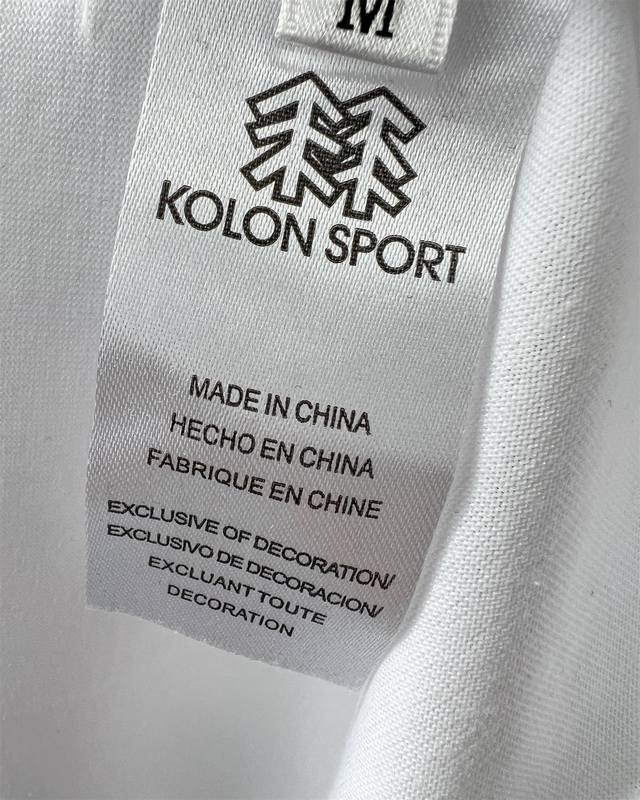 M
KOLON SPORT
MADE IN CHINA
HECHO EN CHINA
FABRIQUE EN CHINE
EXCLUSIVE OF DECORATION/
EXCLUSIVO DE DECORACION/
EXCLUANT TOUTE
DECORATION